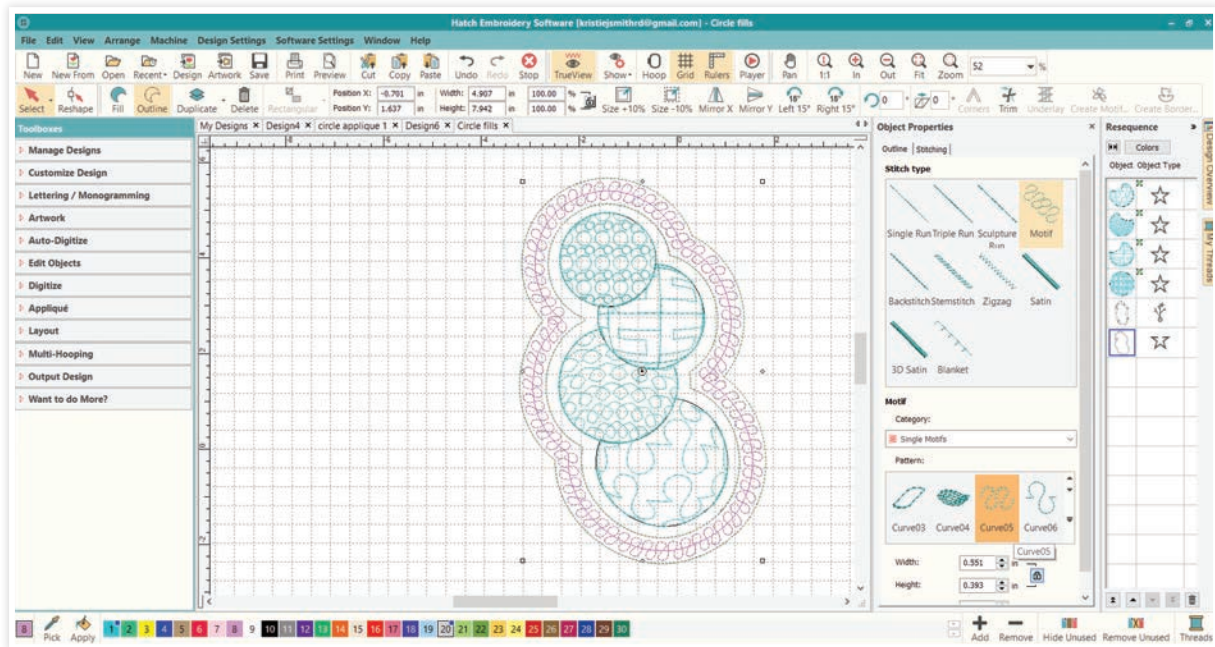 Hatch Embroidery Software [kristiejsmithrd@gmail.com] - Circle fills
File Edit View Arrange Machine Design Settings Software Settings Window Help
New New From Open Recent Design Artwork Save Print Preview Cut Copy Paste Undo Redo Stop TrueView Show Hoop Grid Rulers Player Pan 1:1 In Out Fit Zoom 52 %
Select Reshape Fill Outline Duplicate Delete Rectangular Position X: -0.701 in Width: 4.907 in 100.00 % Size +10% Size -10% Mirror X Mirror Y Left 15° Right 15° 0 0 Corners Trim Underlay Create Motif... Create Border...
Position Y: 1.637 in Height: 7.942 in 100.00 %
Toolboxes
My Designs Design4 circle applique 1 Design6 Circle fills
Manage Designs
Customize Design
Lettering / Monogramming
Artwork
Auto-Digitize
Edit Objects
Digitize
Appliqué
Layout
Multi-Hooping
Output Design
Want to do More?
Object Properties
Outline Stitching
Stitch type
Single Run Triple Run Sculpture Run Motif
Backstitch Stemstitch Zigzag Satin
3D Satin Blanket
Motif
Category:
Single Motifs
Pattern:
Curve03 Curve04 Curve05 Curve06
Curve05
Width: 0.551 in
Height: 0.393 in
Resequence
Colors
Object Object Type
Design Overview
My Threads
8 Pick Apply 1 2 3 4 5 6 7 8 9 10 11 12 13 14 15 16 17 18 19 20 21 22 23 24 25 26 27 28 29 30 Add Remove Hide Unused Remove Unused Threads